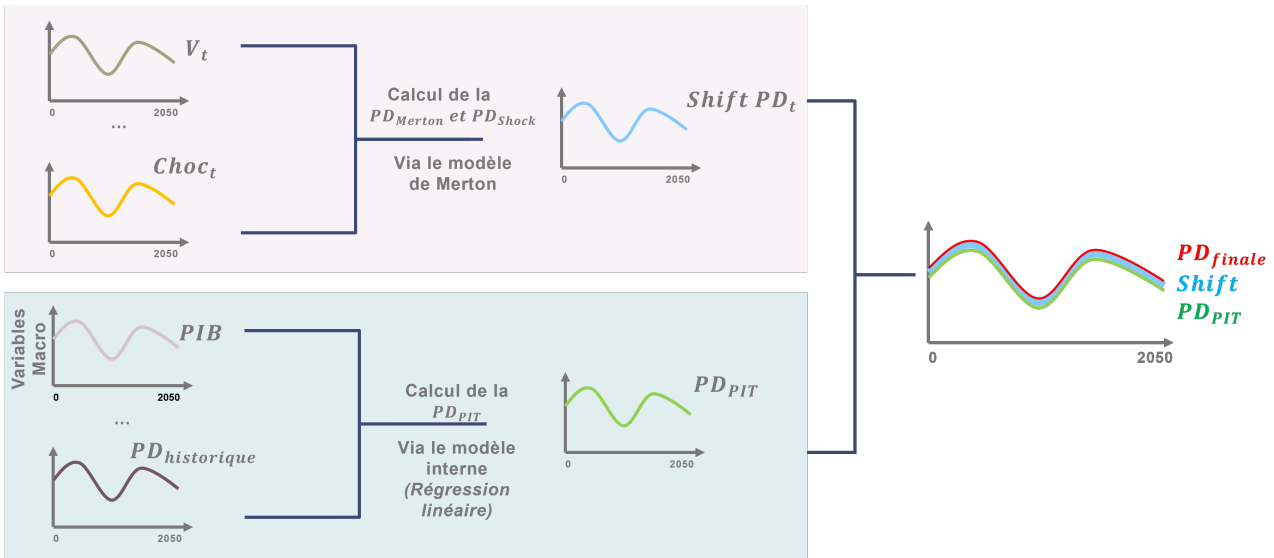 V_t
0
2050
...
Choc_t
0
2050
Calcul de la
PD_Merton et PD_Shock
Via le modèle
de Merton
Shift PD_t
0
2050
Variables
Macro
PIB
0
2050
...
PD_historique
0
2050
Calcul de la
PD_PIT
Via le modèle
interne
(Régression
linéaire)
PD_PIT
0
2050
PD_finale
Shift
PD_PIT
0
2050